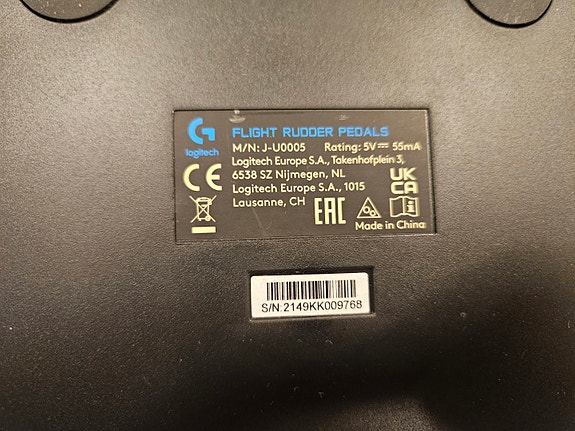 FLIGHT RUDDER PEDALS
logitech
M/N: J-U0005 Rating: 5V⎓ 55mA
Logitech Europe S.A., Takenhofplein 3,
6538 SZ Nijmegen, NL
Logitech Europe S.A., 1015
Lausanne, CH
CE
UK
CA
EAC
Made in China
S/N:2149KK009768